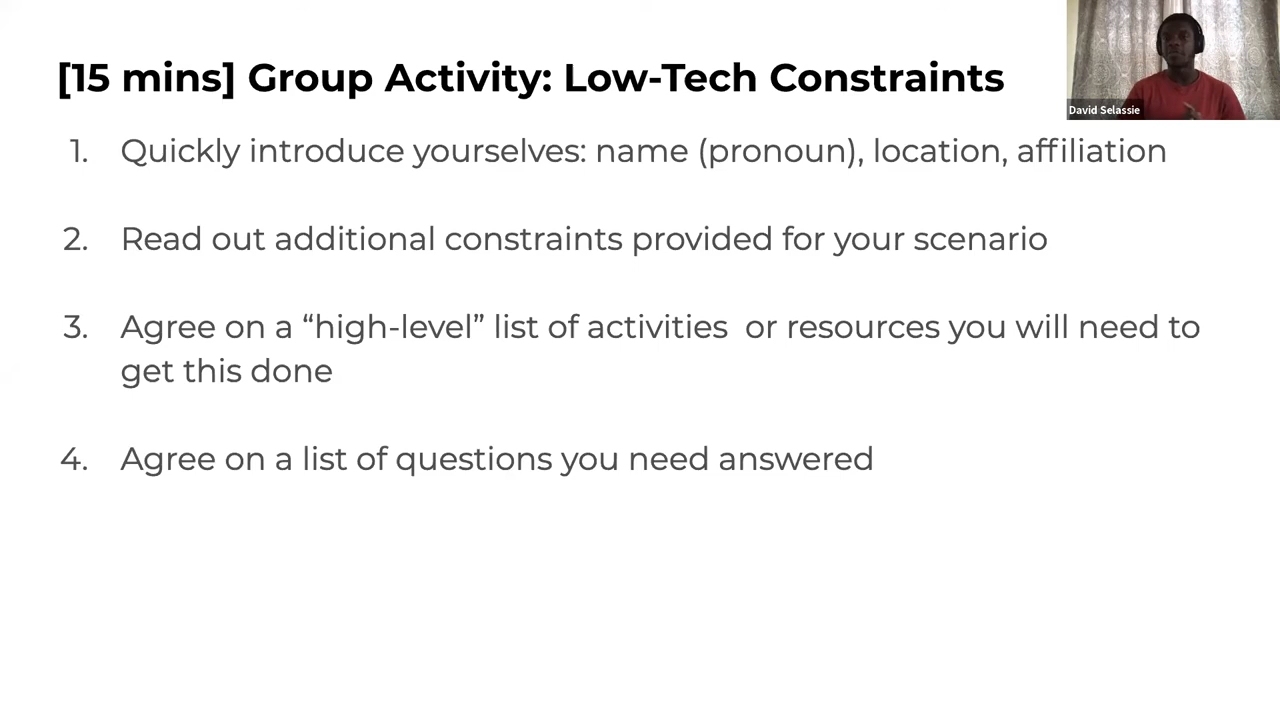 [15 mins] Group Activity: Low-Tech Constraints
David Selassie
1. Quickly introduce yourselves: name (pronoun), location, affiliation
2. Read out additional constraints provided for your scenario
3. Agree on a “high-level” list of activities  or resources you will need to
get this done
4. Agree on a list of questions you need answered